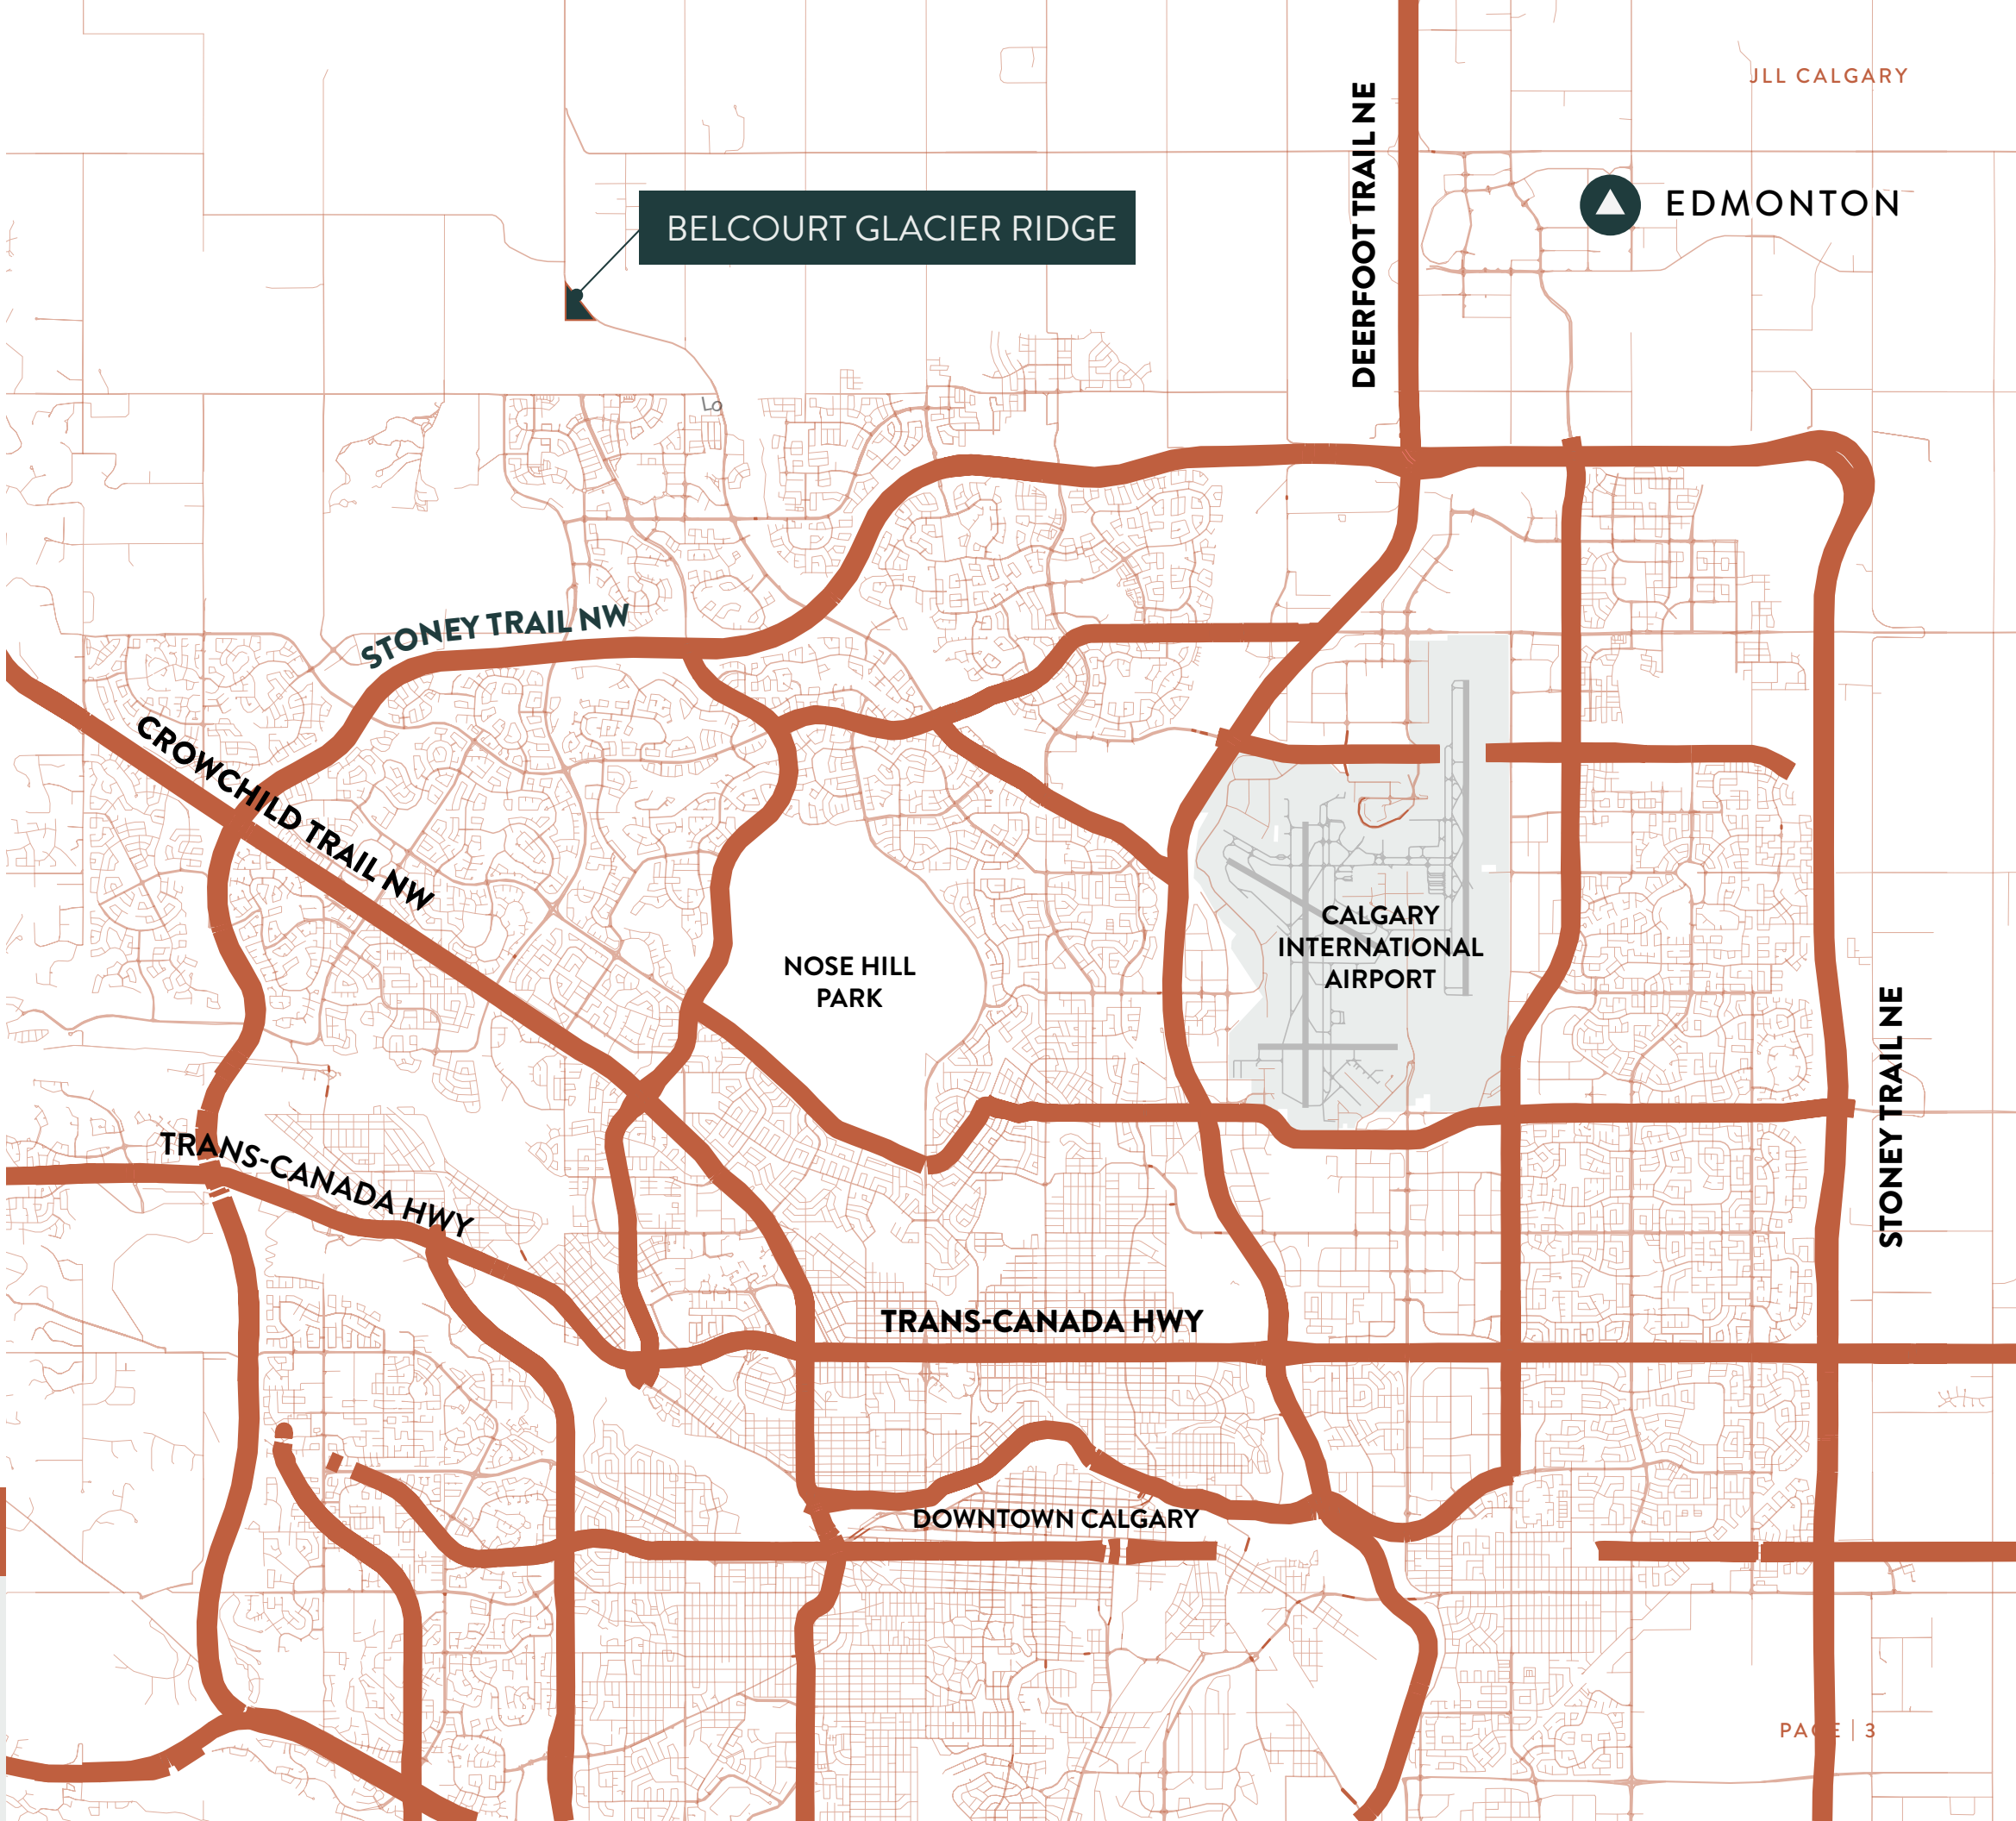 JLL CALGARY
DEERFOOT TRAIL NE
EDMONTON
BELCOURT GLACIER RIDGE
Lo
STONEY TRAIL NW
CROWCHILD TRAIL NW
CALGARY
INTERNATIONAL
AIRPORT
NOSE HILL
PARK
STONEY TRAIL NE
TRANS-CANADA HWY
TRANS-CANADA HWY
DOWNTOWN CALGARY
PAGE | 3